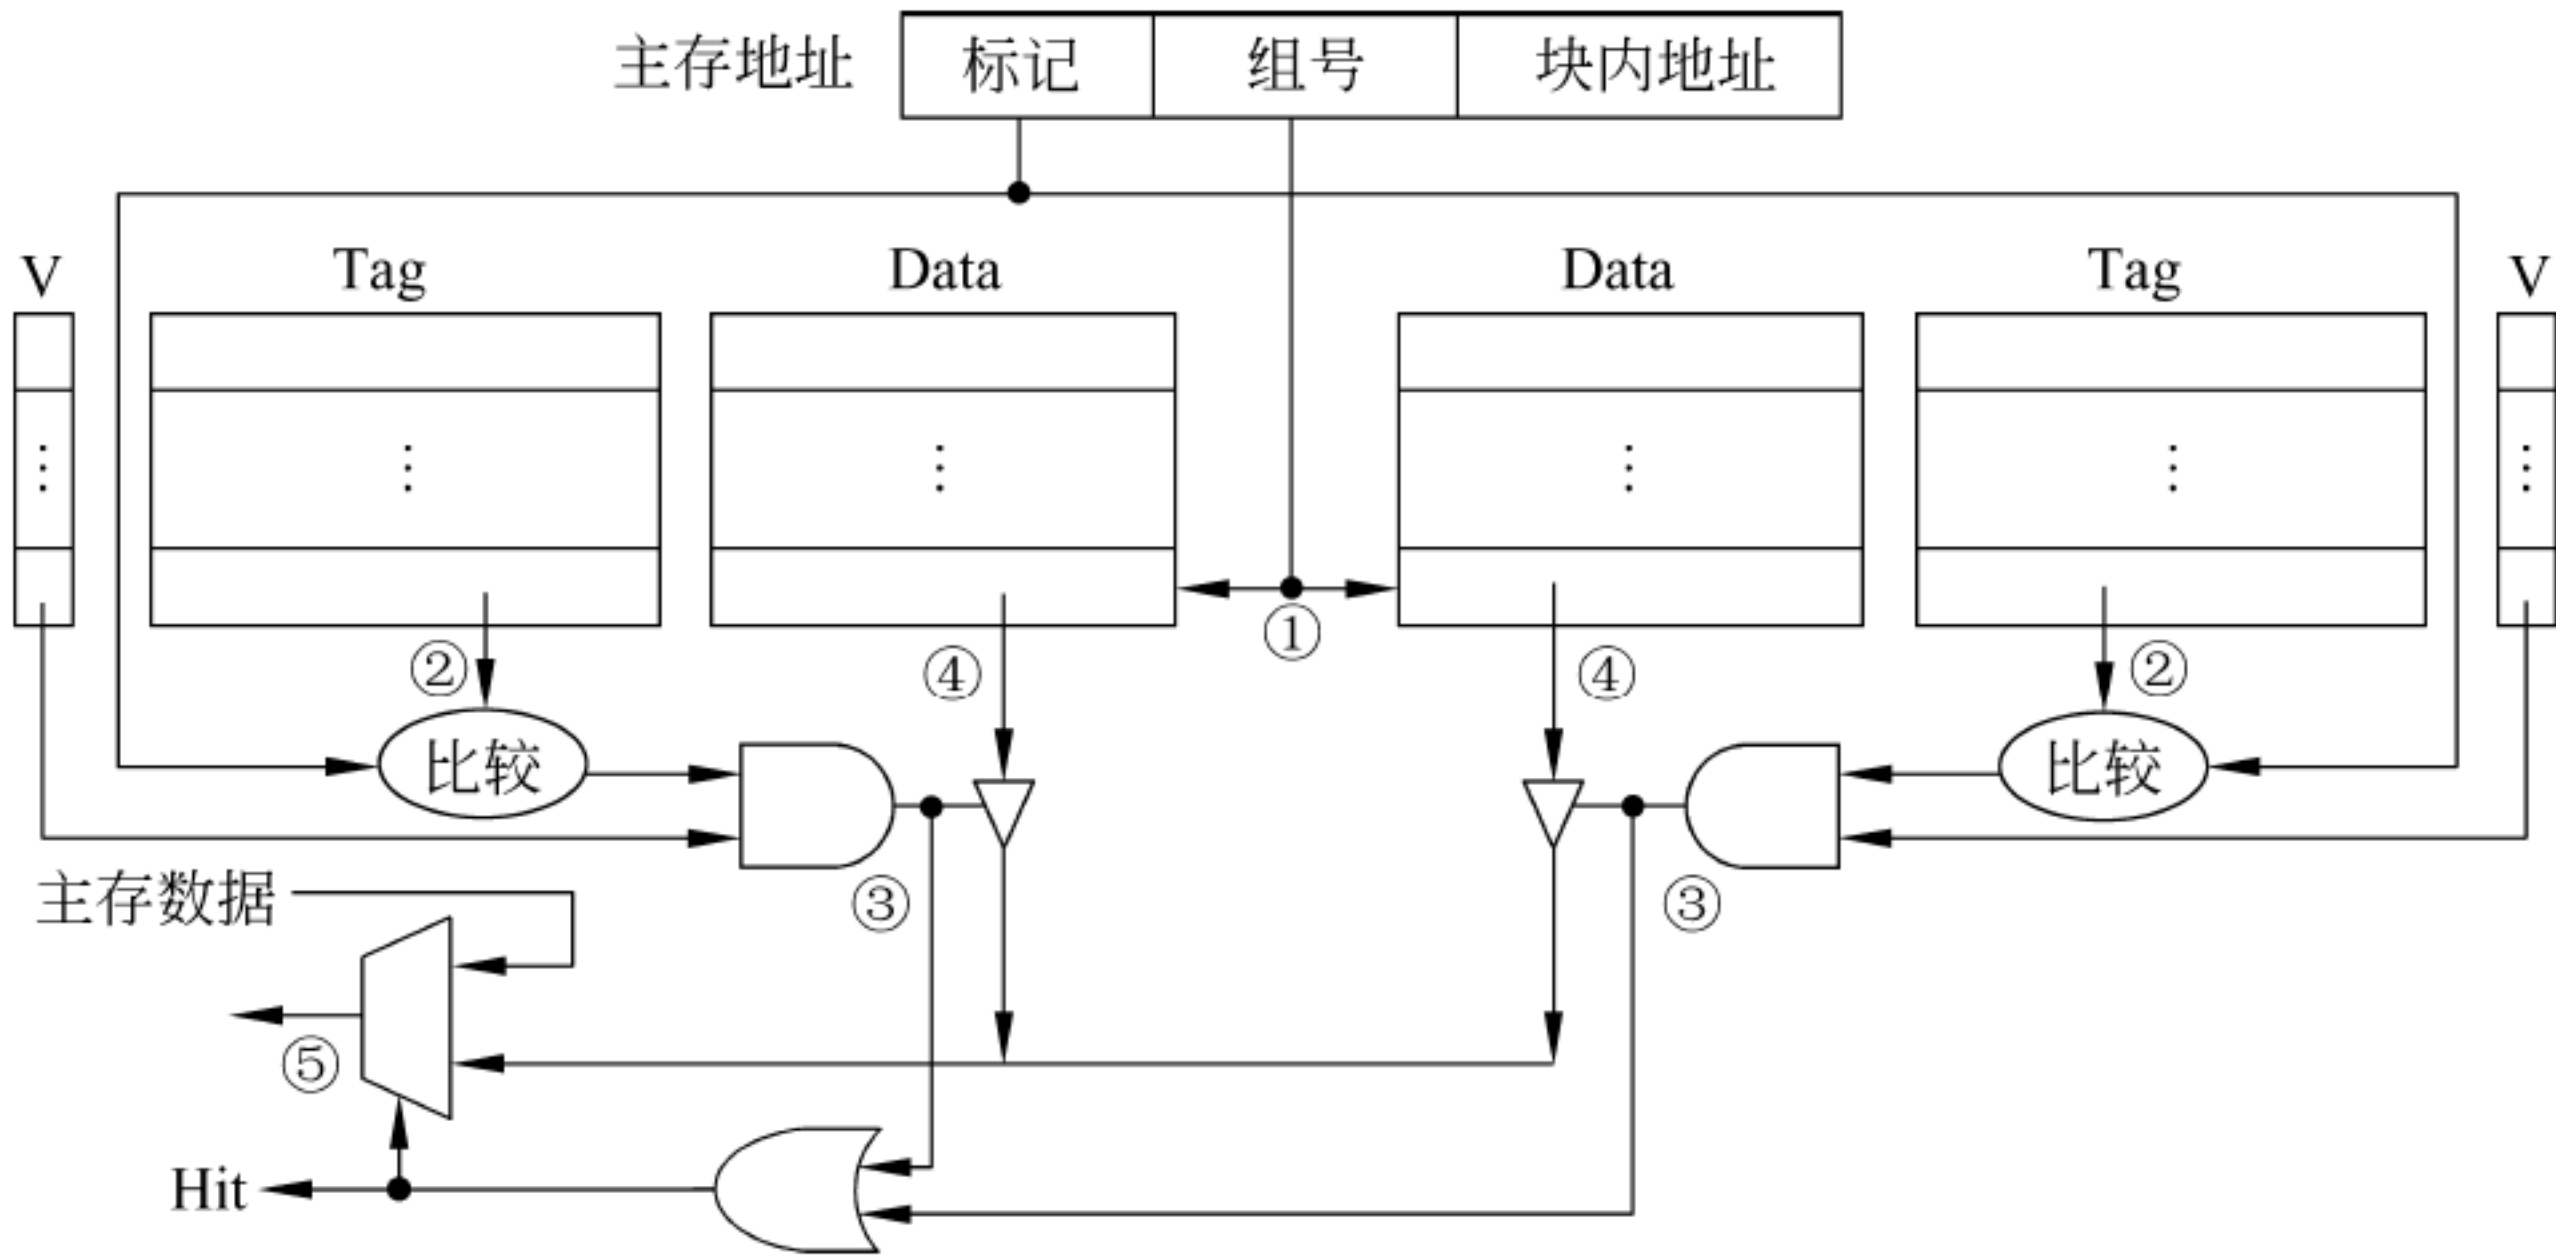 主存地址 标记 组号 块内地址
V Tag Data Data Tag V
⋮ ⋮ ⋮ ⋮ ⋮ ⋮
①
② ④ ④ ②
比较 比较
主存数据 ③ ③
⑤
Hit